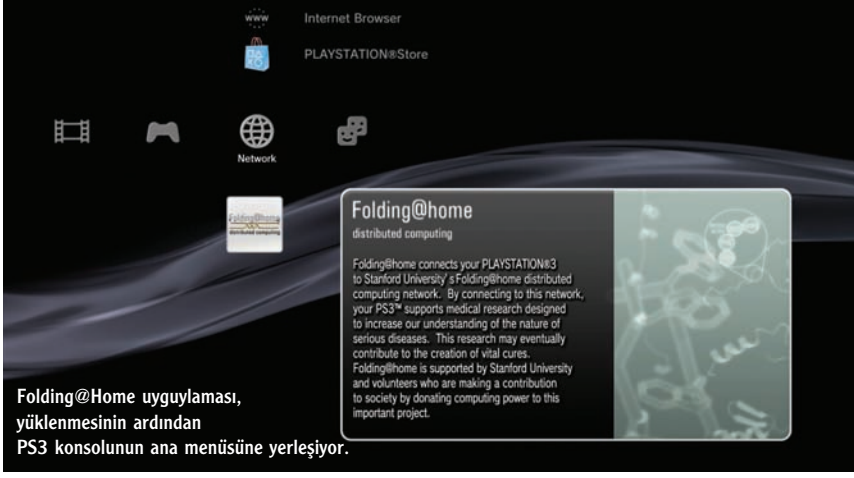 Internet Browser
PLAYSTATION®Store
Network
Folding@home
distributed computing
Folding@home
distributed computing
Folding@home connects your PLAYSTATION®3
to Stanford University's Folding@home distributed
computing network. By connecting to this network,
your PS3™ supports medical research designed
to increase our understanding of the nature of
serious diseases. This research may eventually
contribute to the creation of vital cures.
Folding@home is supported by Stanford University
and volunteers who are making a contribution
to society by donating computing power to this
important project.
Folding@Home uyguylaması,
yüklenmesinin ardından
PS3 konsolunun ana menüsüne yerleşiyor.